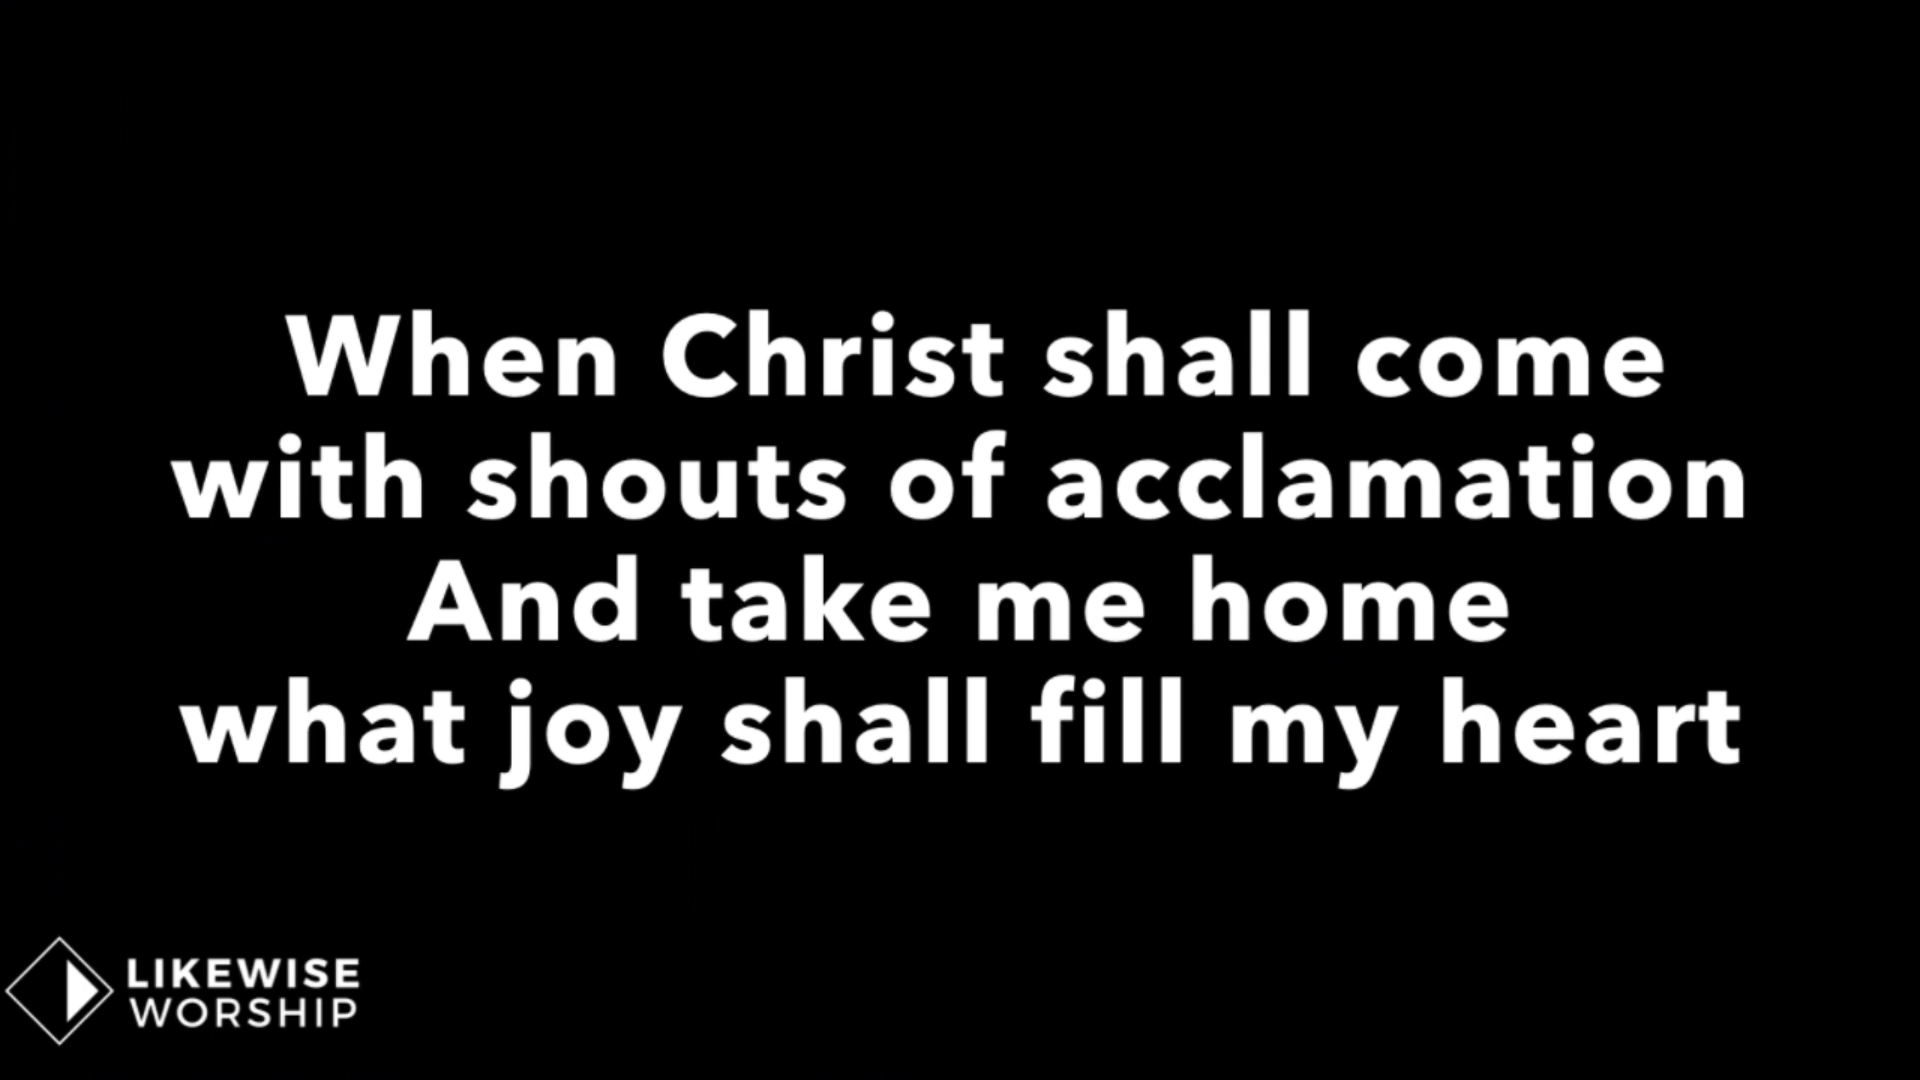 When Christ shall come
with shouts of acclamation
And take me home
what joy shall fill my heart
LIKEWISE
WORSHIP